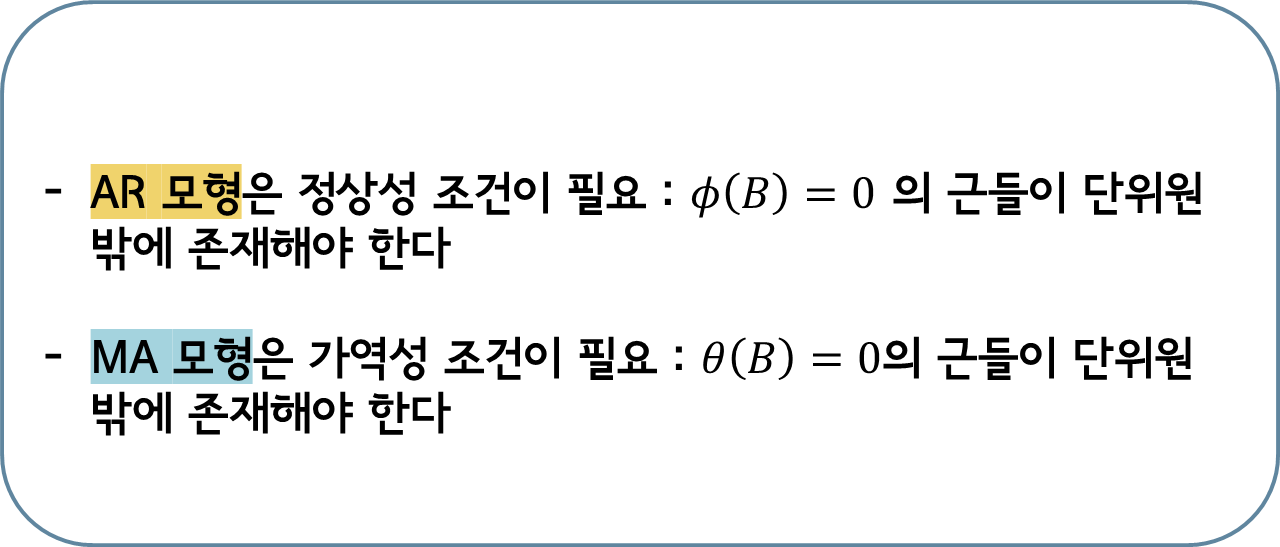 - AR 모형은 정상성 조건이 필요 : 𝜙(𝐵) = 0 의 근들이 단위원
밖에 존재해야 한다
- MA 모형은 가역성 조건이 필요 : 𝜃(𝐵) = 0의 근들이 단위원
밖에 존재해야 한다